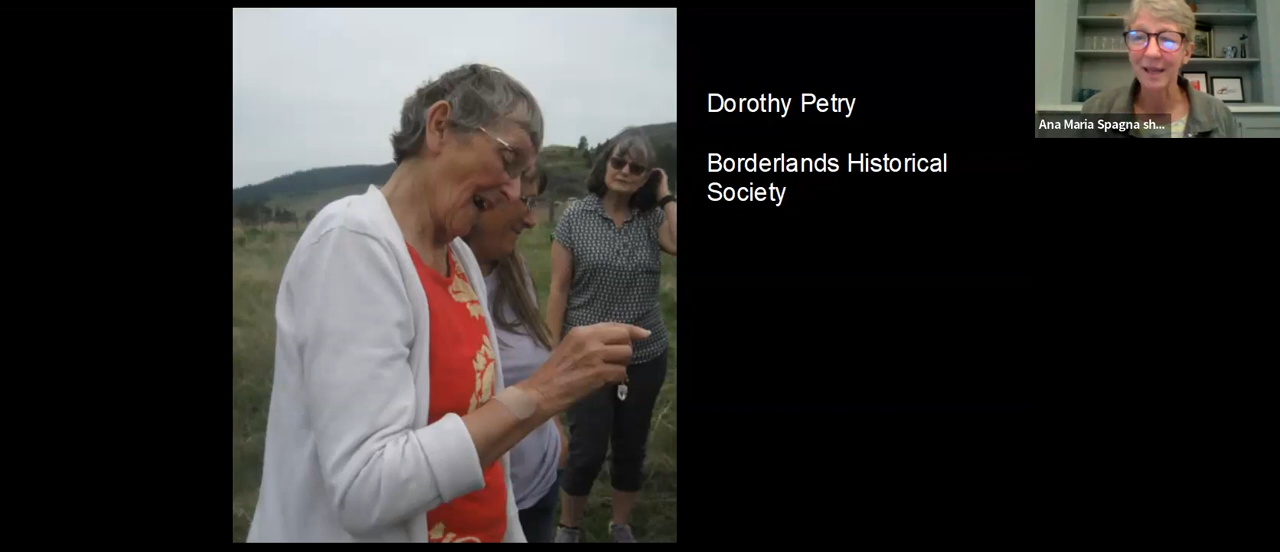 Dorothy Petry
Borderlands Historical
Society
Ana Maria Spagna sh...